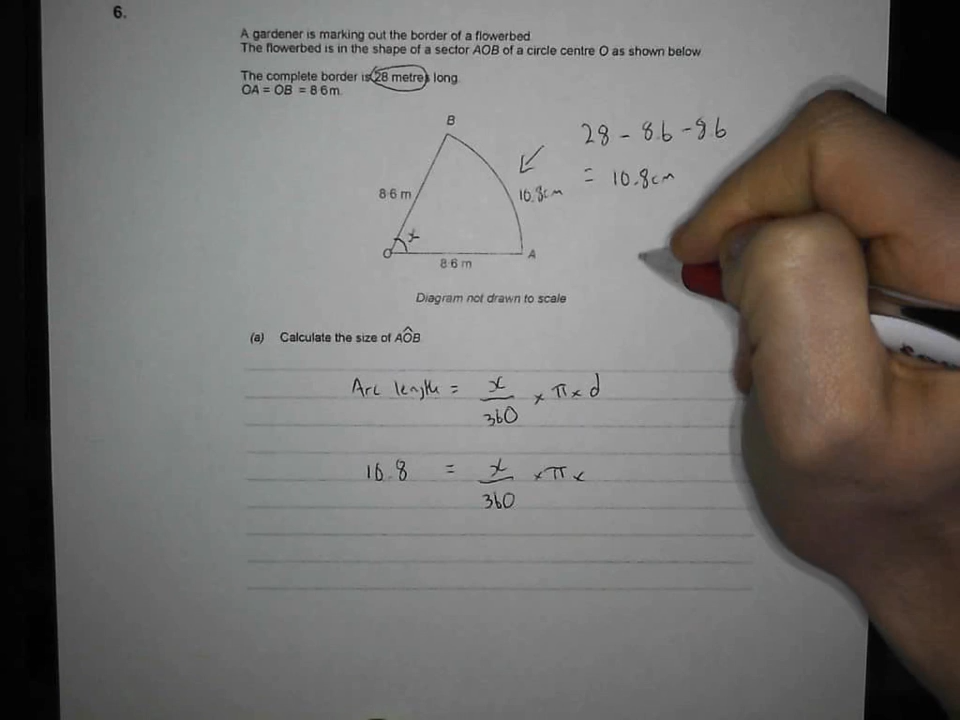 6.
A gardener is marking out the border of a flowerbed
The flowerbed is in the shape of a sector AOB of a circle centre O as shown below
The complete border is 28 metres long.
OA = OB = 8.6m.
B
28 - 8.6 - 8.6
= 10.8cm
8.6 m
10.8cm
x
O
A
8.6 m
Diagram not drawn to scale
(a) Calculate the size of AÔB
Arc length = x/360 × π × d
10.8 = x/360 × π ×